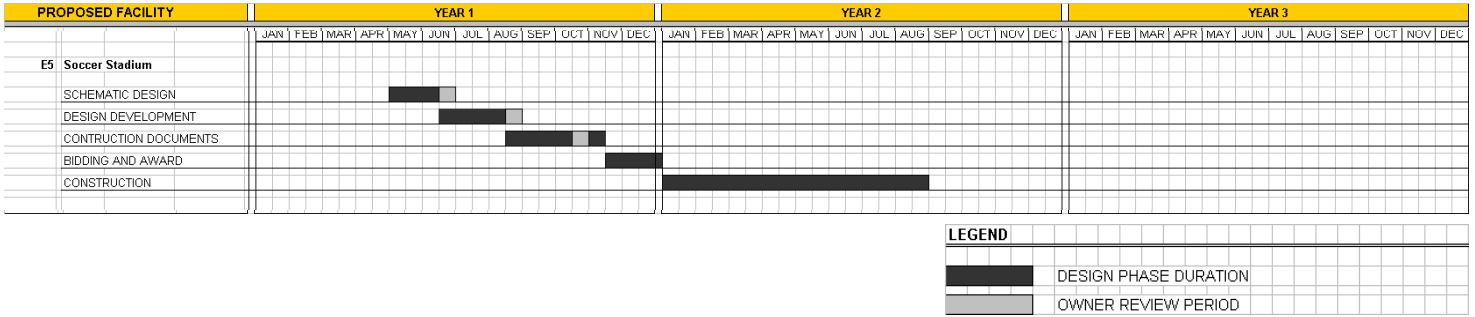 PROPOSED FACILITY YEAR 1 YEAR 2 YEAR 3
JAN FEB MAR APR MAY JUN JUL AUG SEP OCT NOV DEC JAN FEB MAR APR MAY JUN JUL AUG SEP OCT NOV DEC JAN FEB MAR APR MAY JUN JUL AUG SEP OCT NOV DEC
E5 Soccer Stadium
SCHEMATIC DESIGN
DESIGN DEVELOPMENT
CONTRUCTION DOCUMENTS
BIDDING AND AWARD
CONSTRUCTION
LEGEND
DESIGN PHASE DURATION
OWNER REVIEW PERIOD